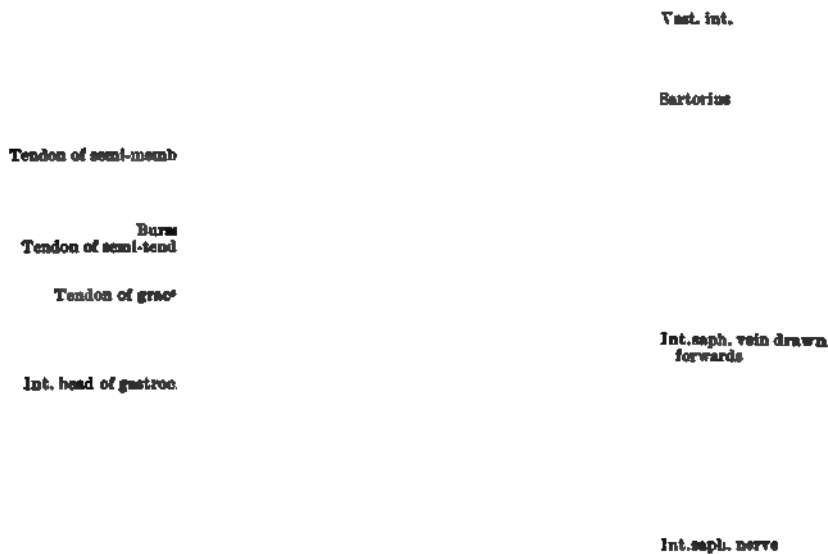 Vast. int.
Sartorius
Tendon of semi-memb
Burs
Tendon of semi-tend
Tendon of grac
Int. head of gastroc.
Int. saph. vein drawn
forwards
Int. saph. nerve